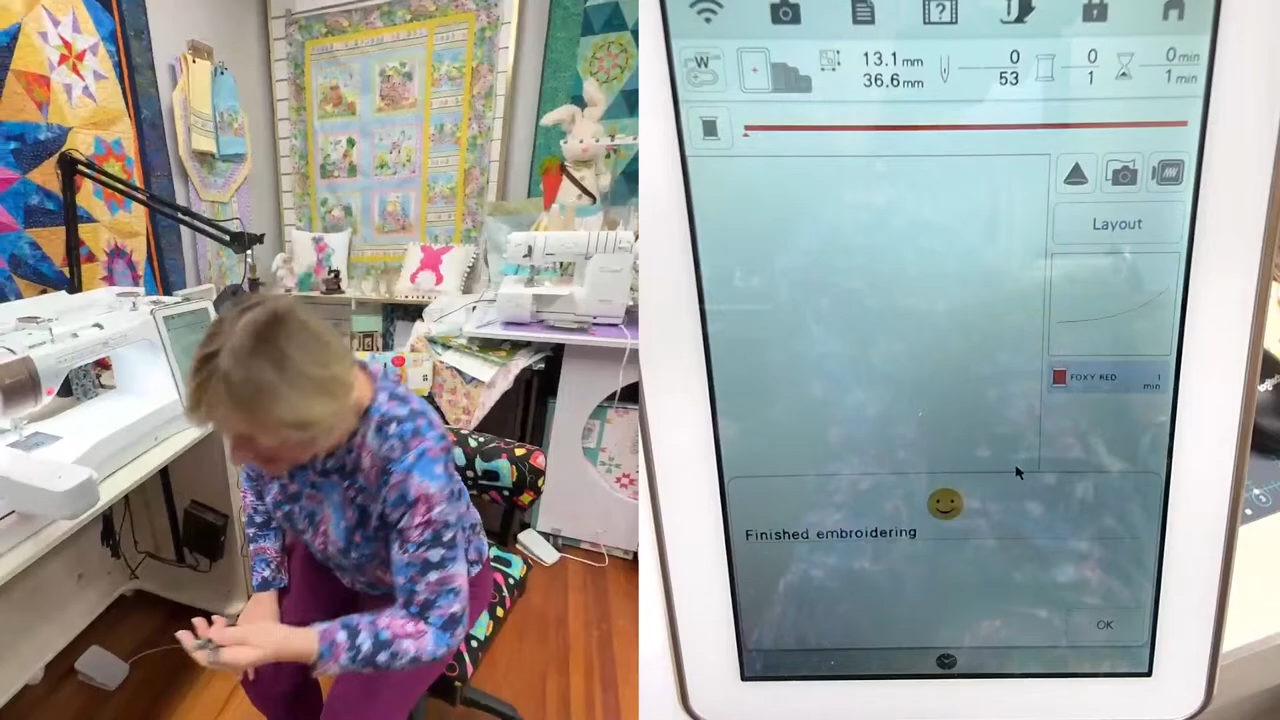 W
13.1 mm
0
0
0 min
36.6 mm
53
1
1 min
Layout
FOXY RED
1
min
Finished embroidering
OK